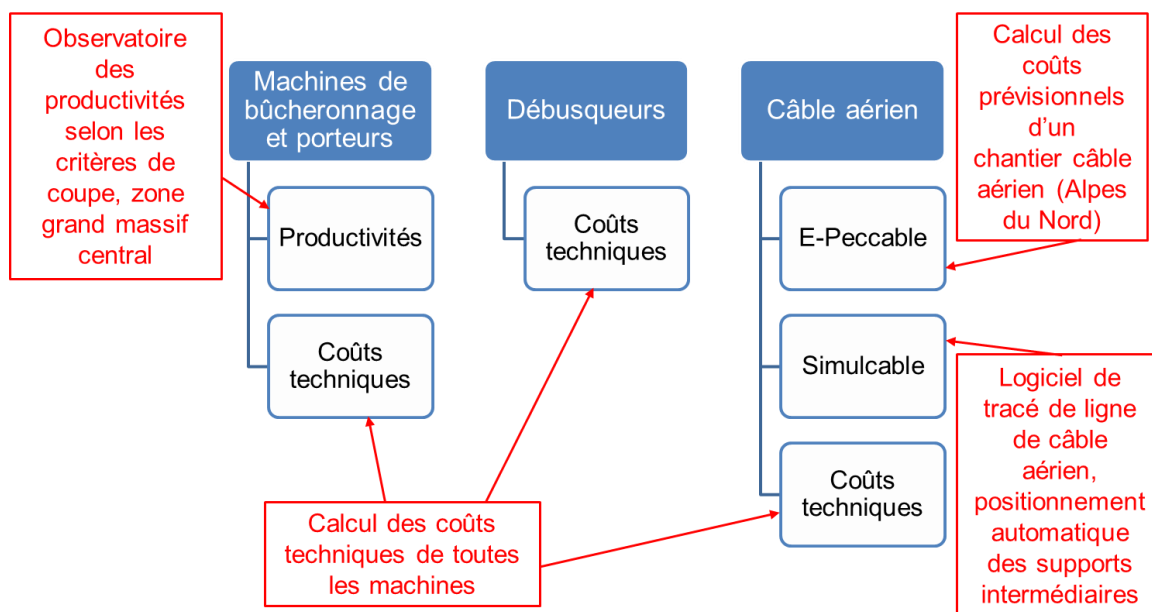 Observatoire
des
productivités
selon les
critères de
coupe, zone
grand massif
central
Machines de
bûcheronnage
et porteurs
Productivités
Coûts
techniques
Débusqueurs
Coûts
techniques
Câble aérien
E-Peccable
Simulcable
Coûts
techniques
Calcul des
coûts
prévisionnels
d’un
chantier câble
aérien (Alpes
du Nord)
Logiciel de
tracé de ligne
de câble
aérien,
positionnement
automatique
des supports
intermédiaires
Calcul des coûts
techniques de toutes
les machines